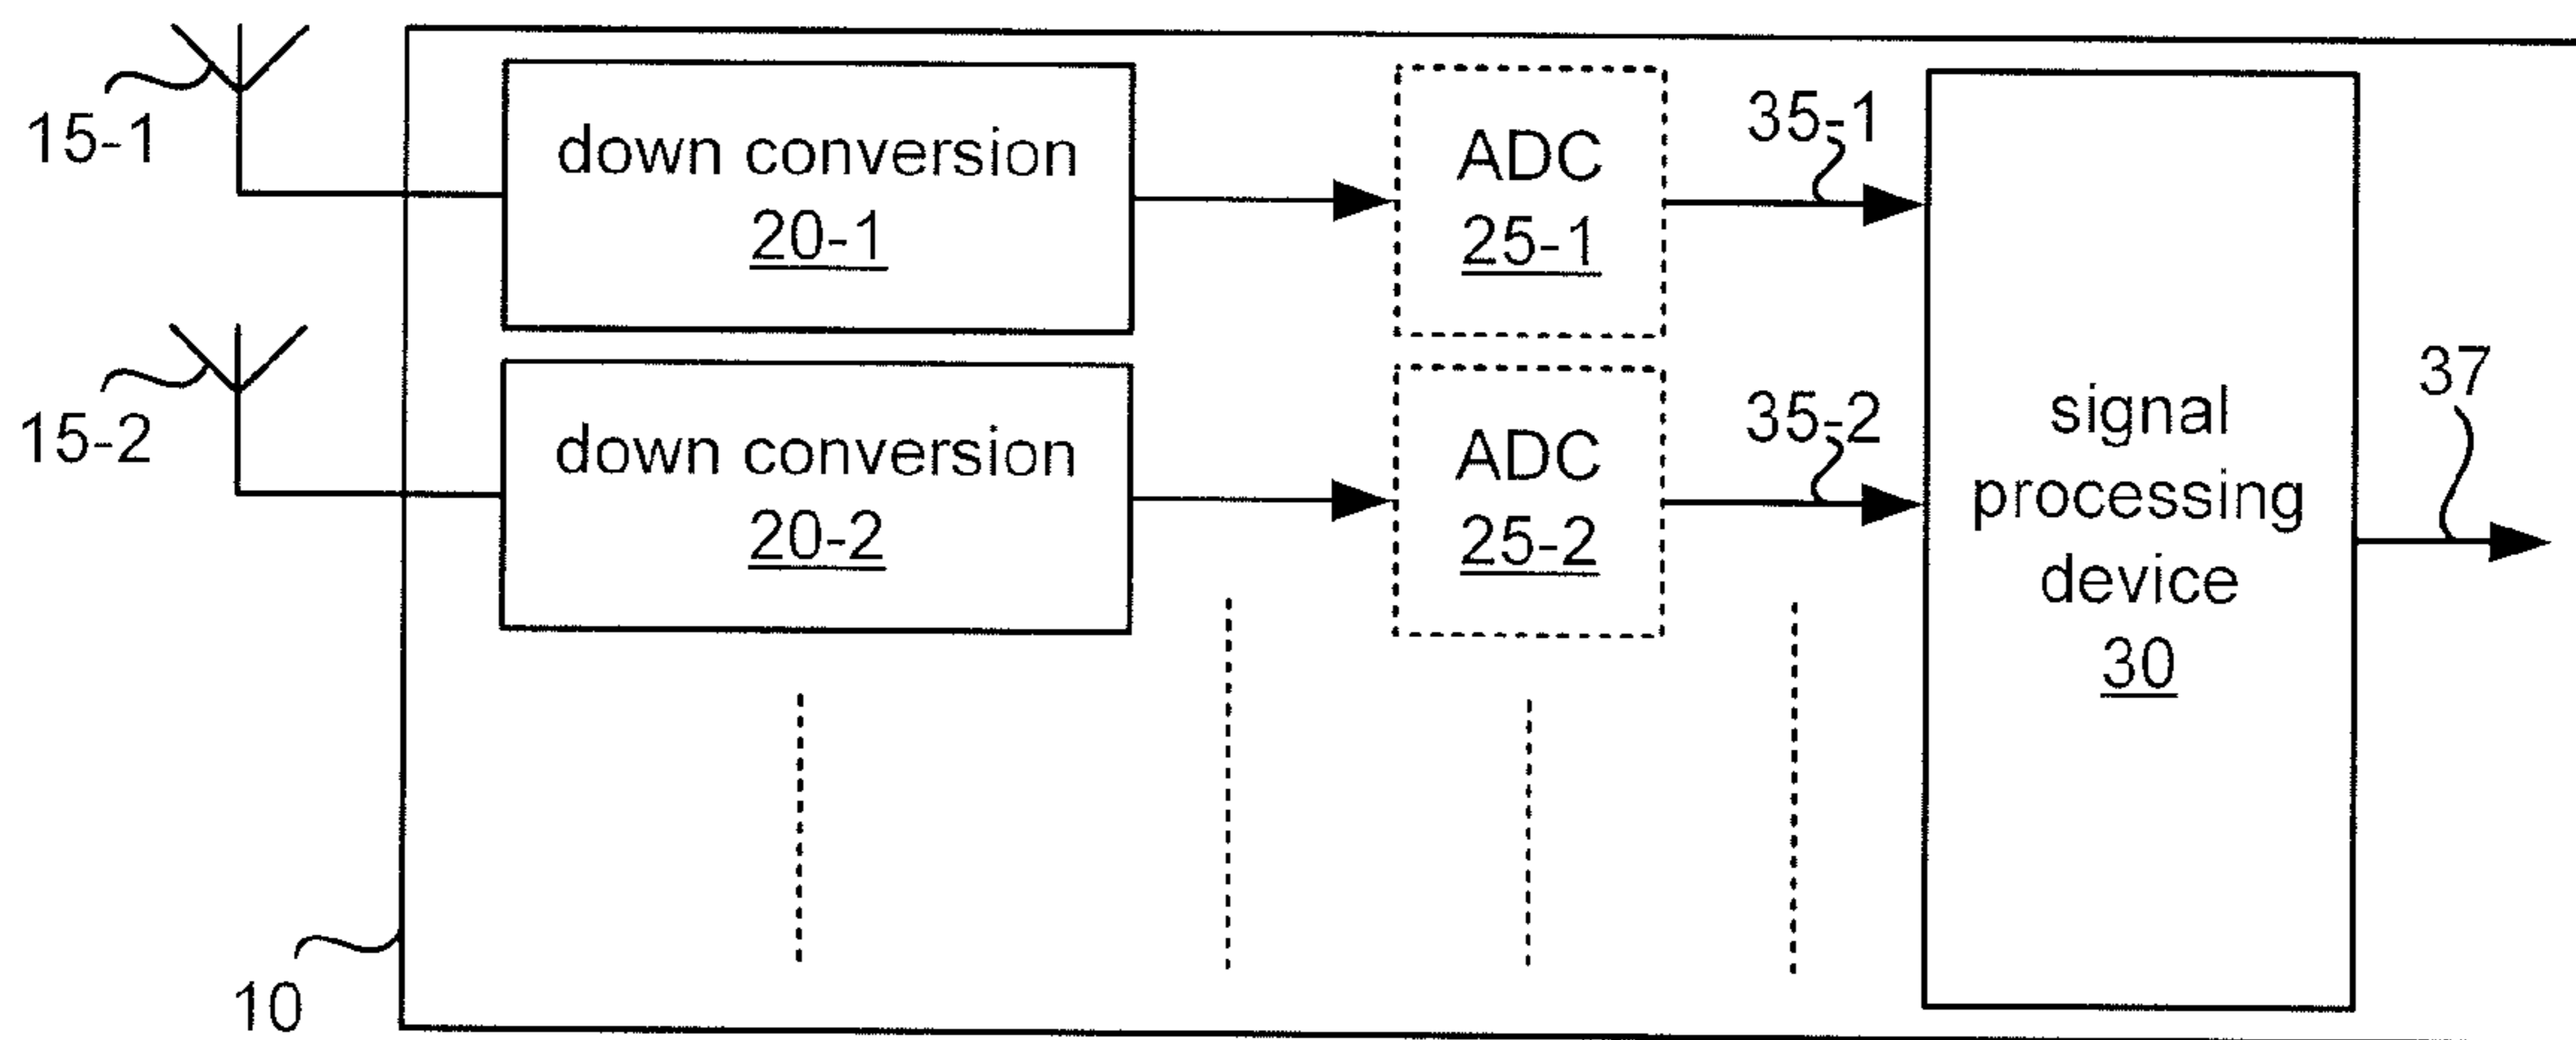 15-1
down conversion
20-1
ADC
25-1
35-1
15-2
down conversion
20-2
ADC
25-2
35-2
signal
processing
device
30
37
10